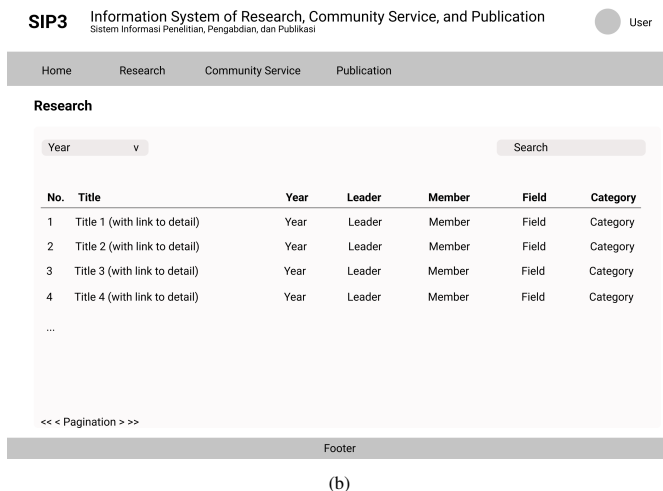 SIP3 Information System of Research, Community Service, and Publication User
Sistem Informasi Penelitian, Pengabdian, dan Publikasi
Home Research Community Service Publication
Research
Year v Search
No. Title Year Leader Member Field Category
1 Title 1 (with link to detail) Year Leader Member Field Category
2 Title 2 (with link to detail) Year Leader Member Field Category
3 Title 3 (with link to detail) Year Leader Member Field Category
4 Title 4 (with link to detail) Year Leader Member Field Category
...
<< < Pagination > >>
Footer
(b)